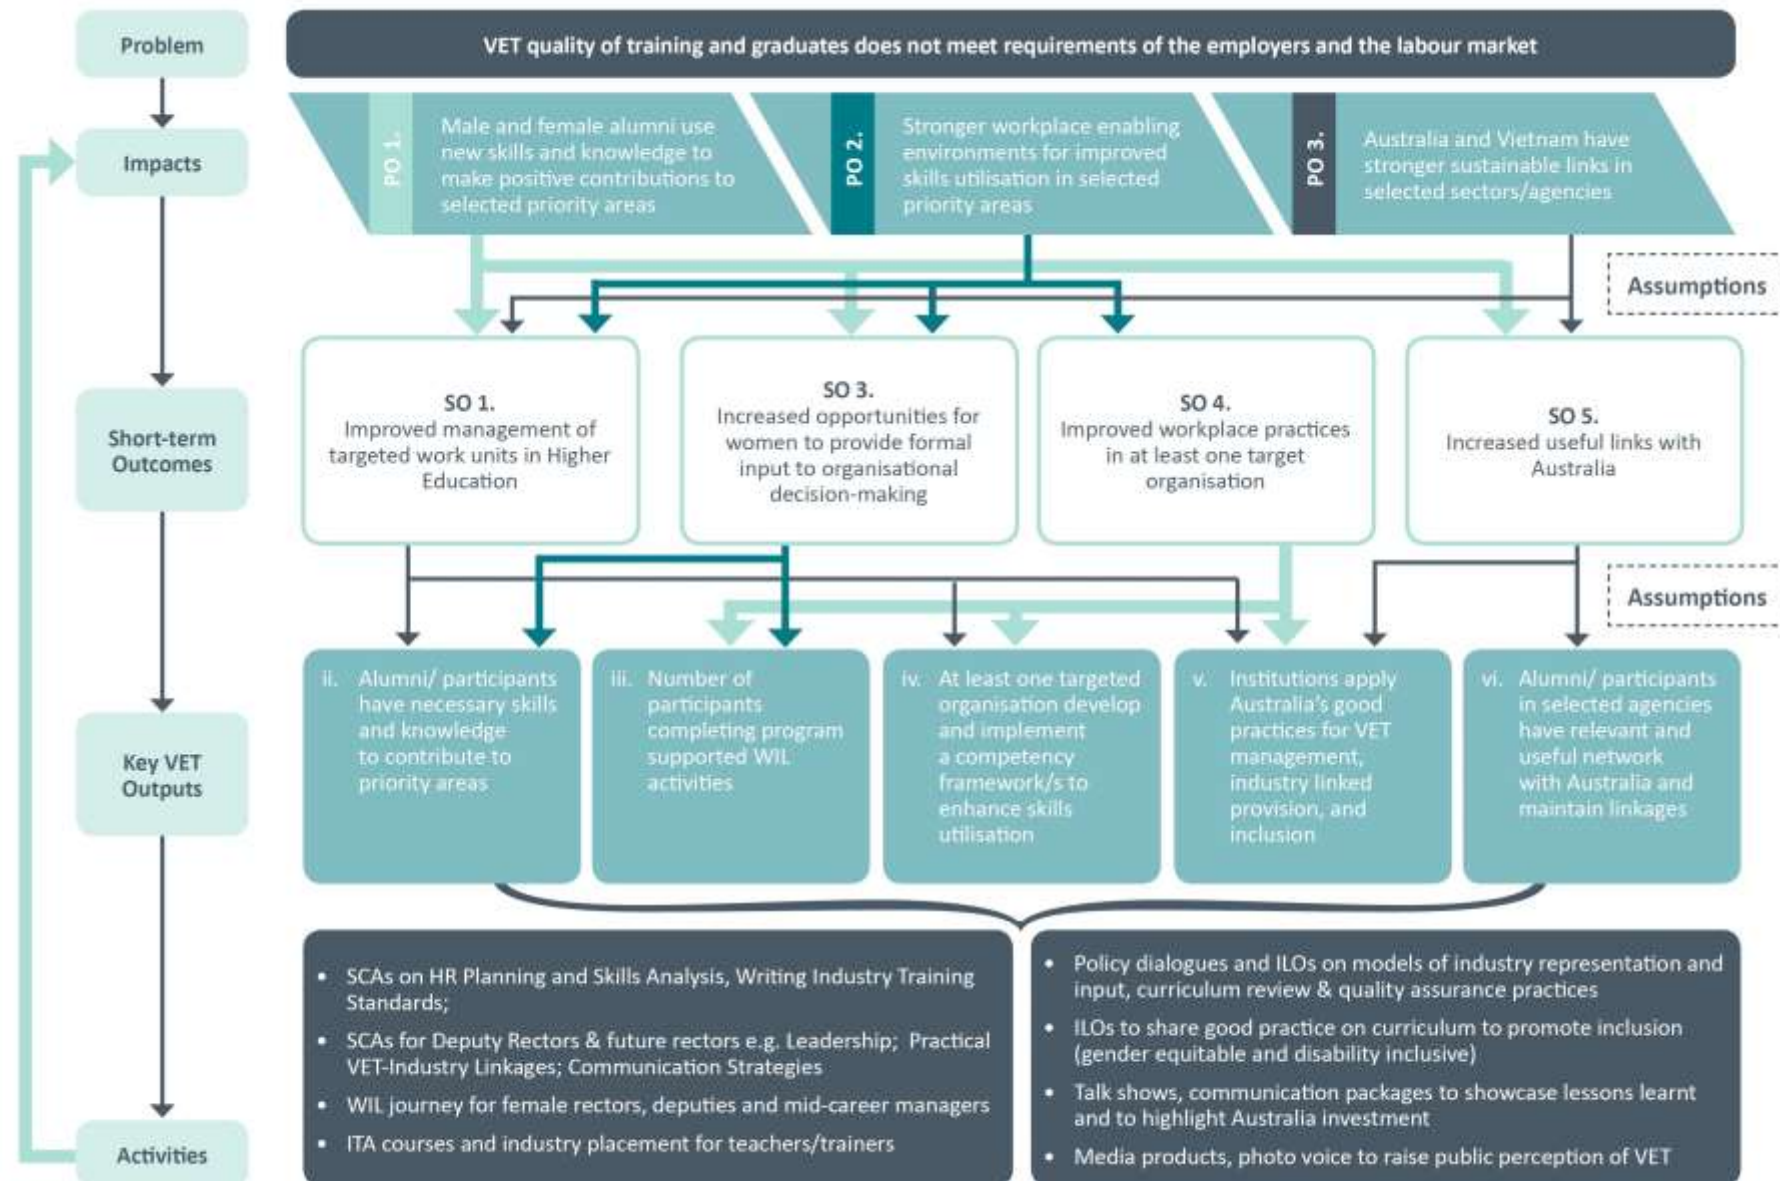 Problem
VET quality of training and graduates does not meet requirements of the employers and the labour market
Impacts
PO 1.
Male and female alumni use
new skills and knowledge to
make positive contributions to
selected priority areas
PO 2.
Stronger workplace enabling
environments for improved
skills utilisation in selected
priority areas
PO 3.
Australia and Vietnam have
stronger sustainable links in
selected sectors/agencies
Assumptions
Short-term
Outcomes
SO 1.
Improved management of
targeted work units in Higher
Education
SO 3.
Increased opportunities for
women to provide formal
input to organisational
decision-making
SO 4.
Improved workplace practices
in at least one target
organisation
SO 5.
Increased useful links with
Australia
Assumptions
Key VET
Outputs
ii. Alumni/ participants
have necessary skills
and knowledge
to contribute to
priority areas
iii. Number of
participants
completing program
supported WIL
activities
iv. At least one targeted
organisation develop
and implement
a competency
framework/s to
enhance skills
utilisation
v. Institutions apply
Australia's good
practices for VET
management,
industry linked
provision, and
inclusion
vi. Alumni/ participants
in selected agencies
have relevant and
useful network
with Australia and
maintain linkages
Activities
• SCAs on HR Planning and Skills Analysis, Writing Industry Training
Standards;
• SCAs for Deputy Rectors & future rectors e.g. Leadership; Practical
VET-Industry Linkages; Communication Strategies
• WIL journey for female rectors, deputies and mid-career managers
• ITA courses and industry placement for teachers/trainers
• Policy dialogues and ILOs on models of industry representation and
input, curriculum review & quality assurance practices
• ILOs to share good practice on curriculum to promote inclusion
(gender equitable and disability inclusive)
• Talk shows, communication packages to showcase lessons learnt
and to highlight Australia investment
• Media products, photo voice to raise public perception of VET